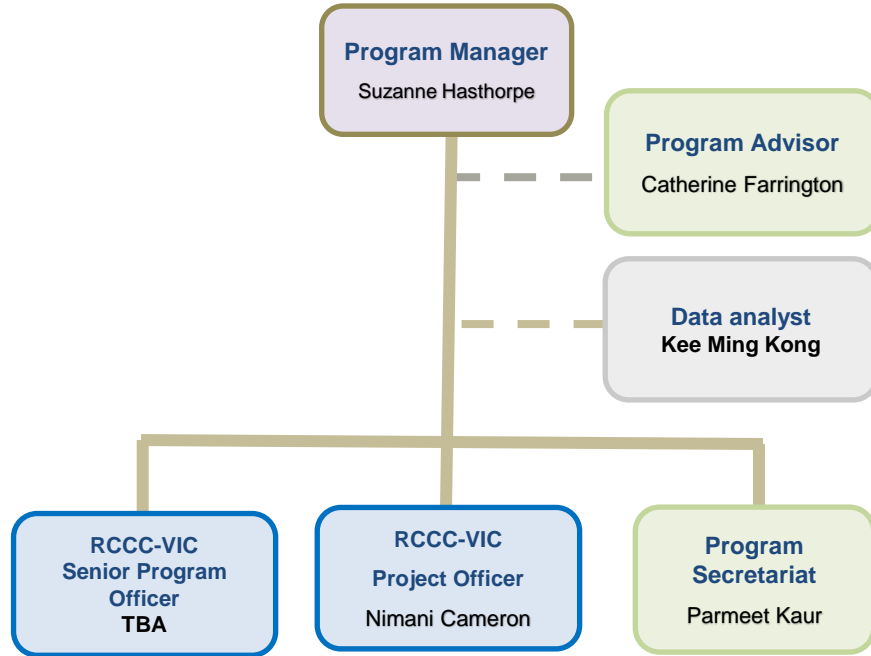 Program Manager
Suzanne Hasthorpe
Program Advisor
Catherine Farrington
Data analyst
Kee Ming Kong
RCCC-VIC
Senior Program
Officer
TBA
RCCC-VIC
Project Officer
Nimani Cameron
Program
Secretariat
Parmeet Kaur